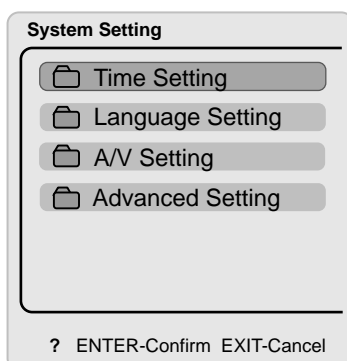 System Setting
Time Setting
Language Setting
A/V Setting
Advanced Setting
? ENTER-Confirm EXIT-Cancel